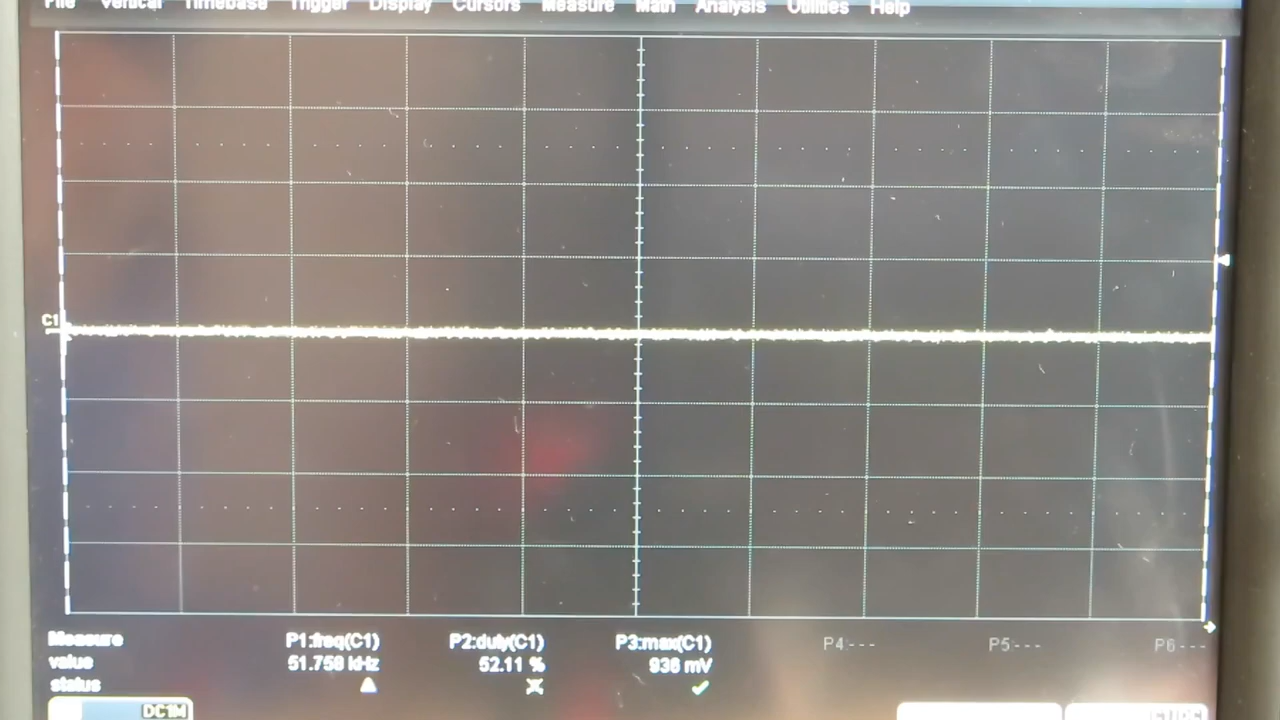 File Vertical Timebase Trigger Display Cursors Measure Math Analysis Utilities Help
C1
Measure P1:freq(C1) P2:duty(C1) P3:max(C1) P4:--- P5:--- P6:---
value 51.758 kHz 52.11 % 936 mV
status
DC1M